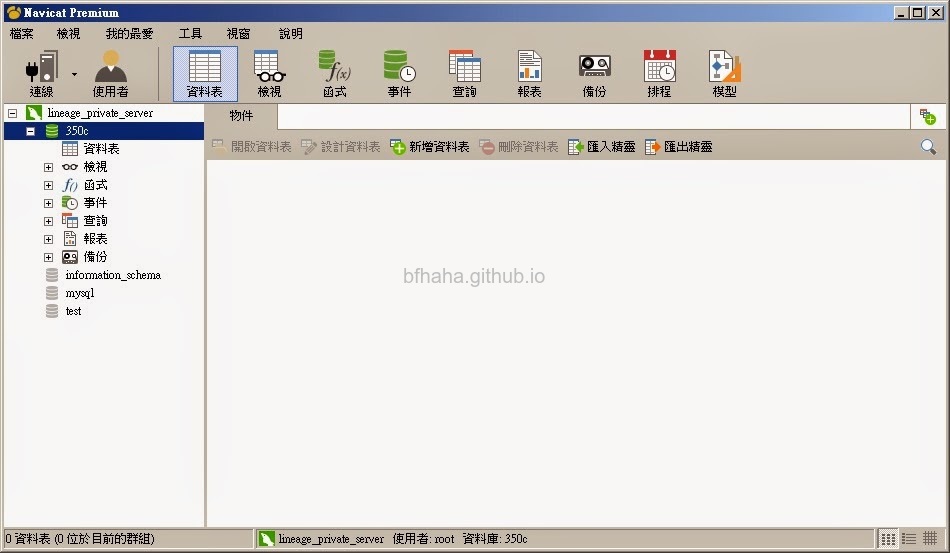 Navicat Premium
檔案 檢視 我的最愛 工具 視窗 說明
連線 使用者 資料表 檢視 函式 事件 查詢 報表 備份 排程 模型
lineage_private_server
物件
350c
開啟資料表 設計資料表 新增資料表 刪除資料表 匯入精靈 匯出精靈
資料表
檢視
函式
事件
查詢
報表
備份
information_schema
mysql
test
bfhaha.github.io
0 資料表 (0 位於目前的群組) lineage_private_server 使用者: root 資料庫: 350c